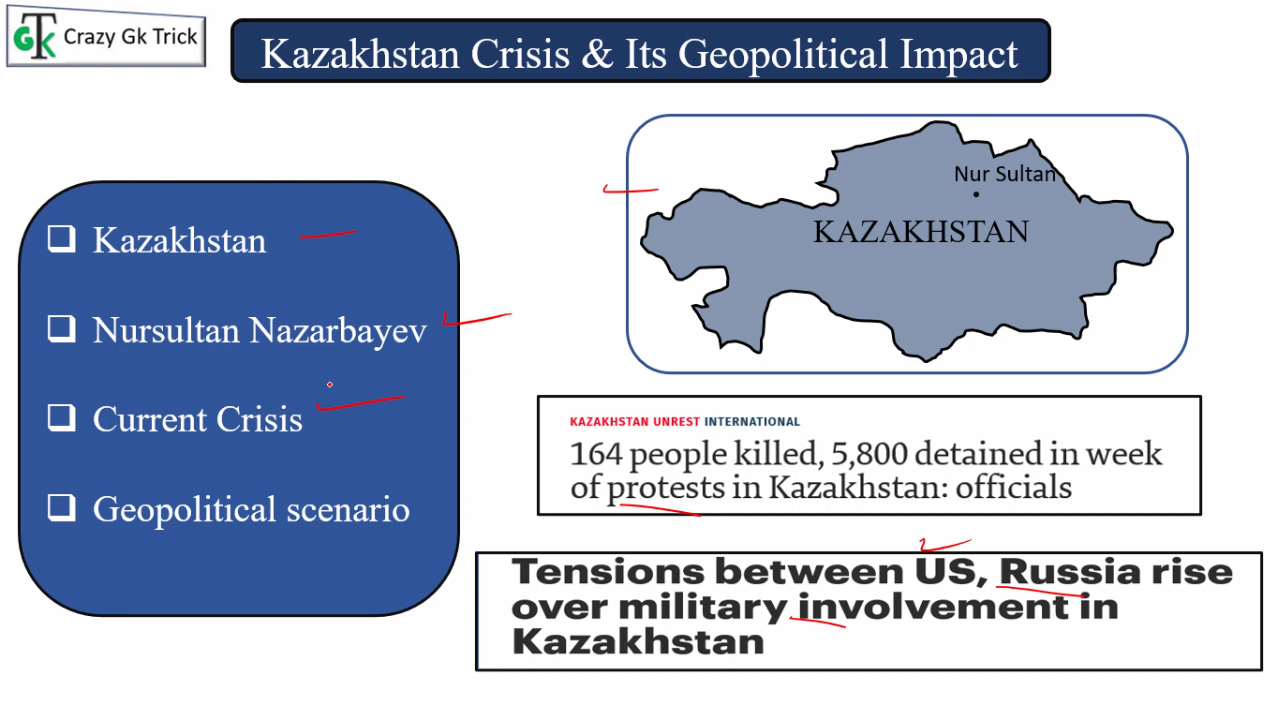 GTK Crazy Gk Trick
Kazakhstan Crisis & Its Geopolitical Impact
Kazakhstan
Nursultan Nazarbayev
Current Crisis
Geopolitical scenario
Nur Sultan
KAZAKHSTAN
KAZAKHSTAN UNREST INTERNATIONAL
164 people killed, 5,800 detained in week
of protests in Kazakhstan: officials
Tensions between US, Russia rise
over military involvement in
Kazakhstan